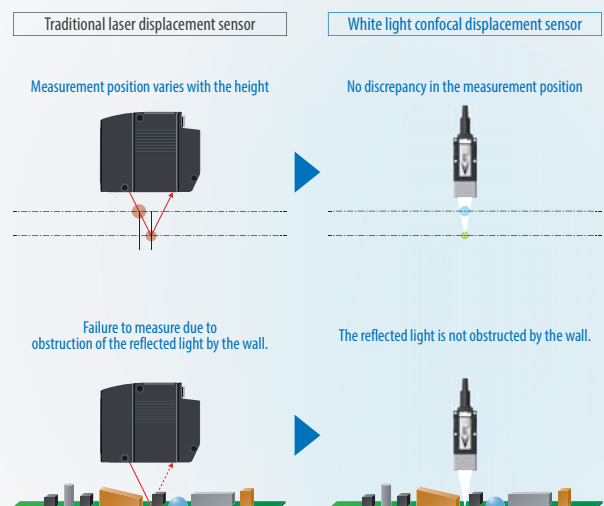 Traditional laser displacement sensor
White light confocal displacement sensor
Measurement position varies with the height
No discrepancy in the measurement position
Failure to measure due to
obstruction of the reflected light by the wall.
The reflected light is not obstructed by the wall.